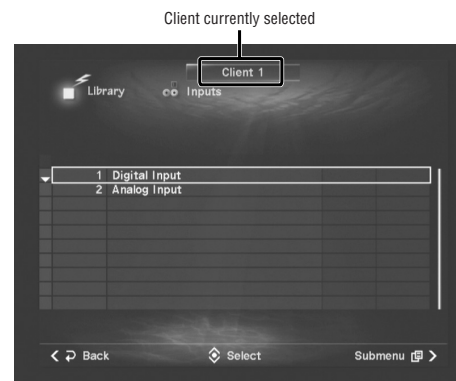 Client currently selected
Client 1
Library Inputs
1 Digital Input
2 Analog Input
Back Select Submenu